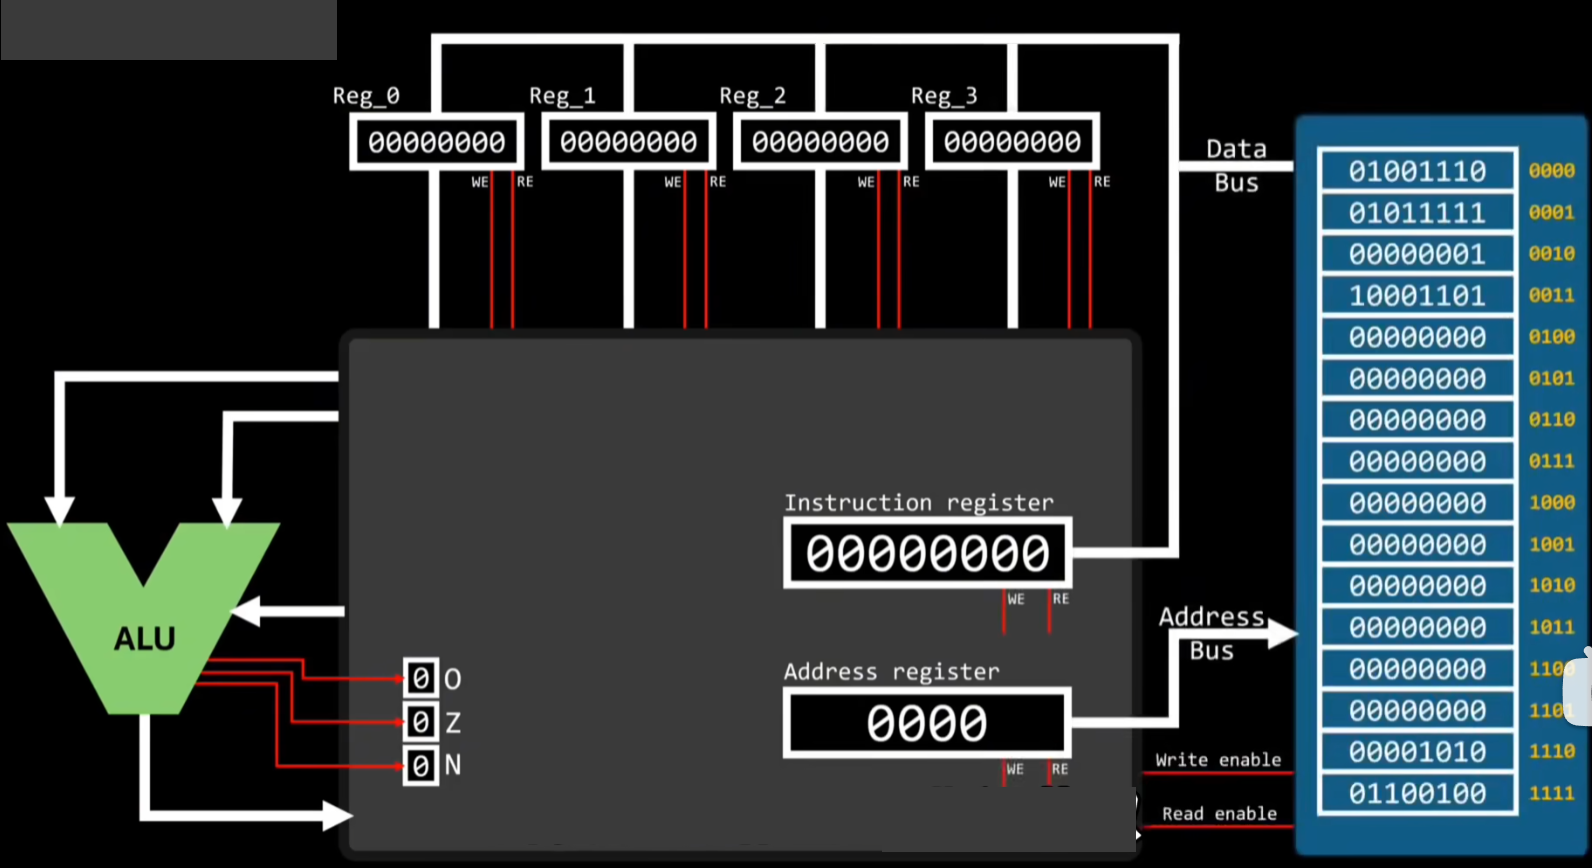 Reg_0 Reg_1 Reg_2 Reg_3
00000000 00000000 00000000 00000000
WE RE WE RE WE RE WE RE
Data
Bus
01001110 0000
01011111 0001
00000001 0010
10001101 0011
00000000 0100
00000000 0101
00000000 0110
00000000 0111
00000000 1000
00000000 1001
00000000 1010
00000000 1011
00000000 1100
00000000 1101
00001010 1110
01100100 1111
Instruction register
00000000
WE RE
Address
Bus
Address register
0000
WE RE
Write enable
Read enable
ALU
0 O
0 Z
0 N